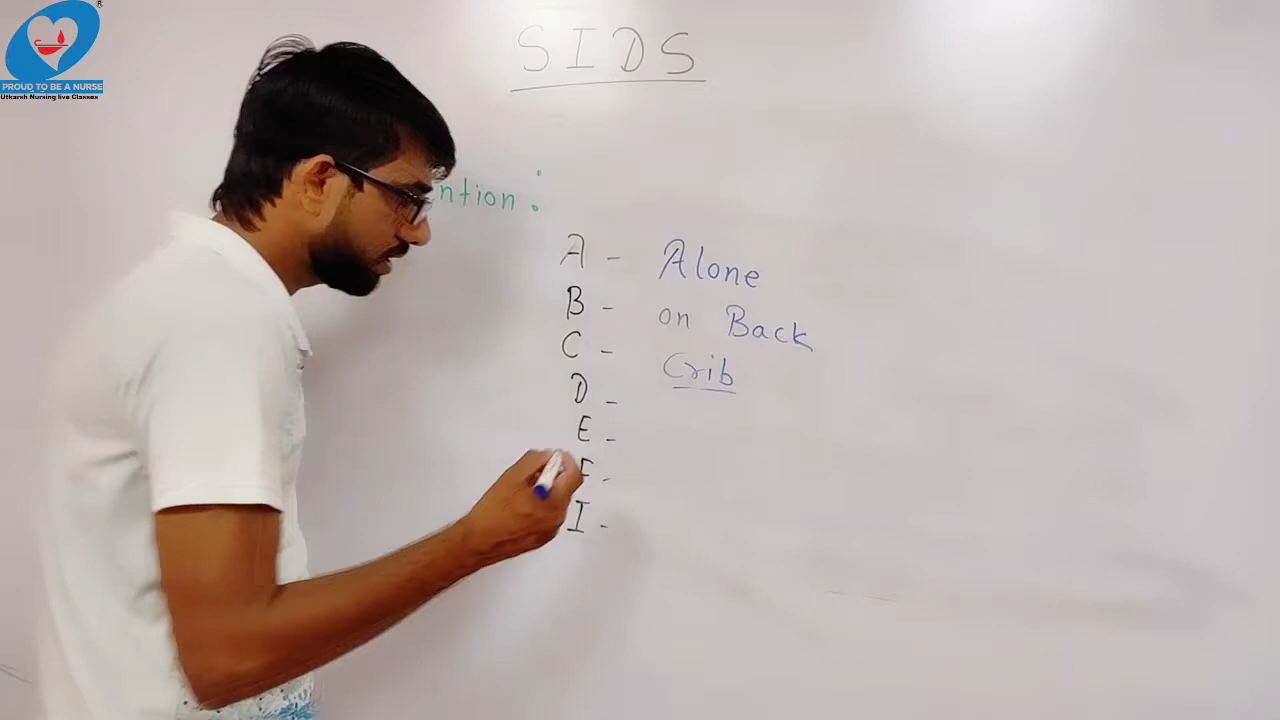 ®
PROUD TO BE A NURSE
Utkarsh Nursing live Classes
SIDS
ntion :
A - Alone
B - on Back
C - Crib
D -
E -
F -
I -